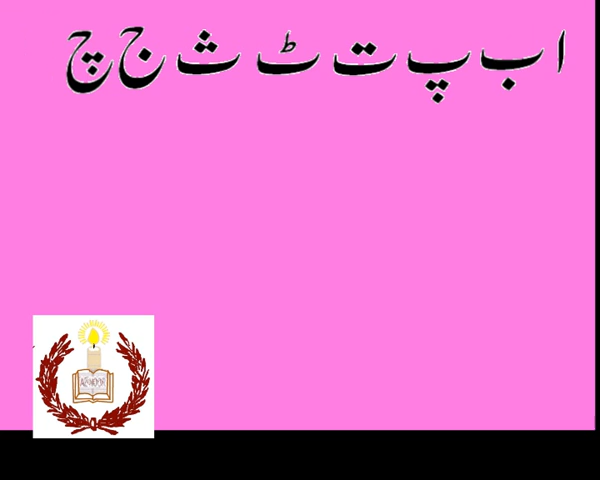 ا ب پ ت ٹ ث ج چ